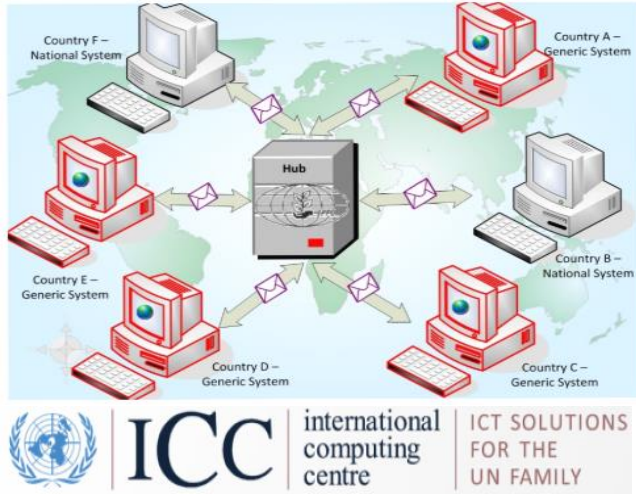 Country F –
National System
Country A –
Generic System
Hub
Country E –
Generic System
Country B –
National System
Country D –
Generic System
Country C –
Generic System
ICC
international
computing
centre
ICT SOLUTIONS
FOR THE
UN FAMILY